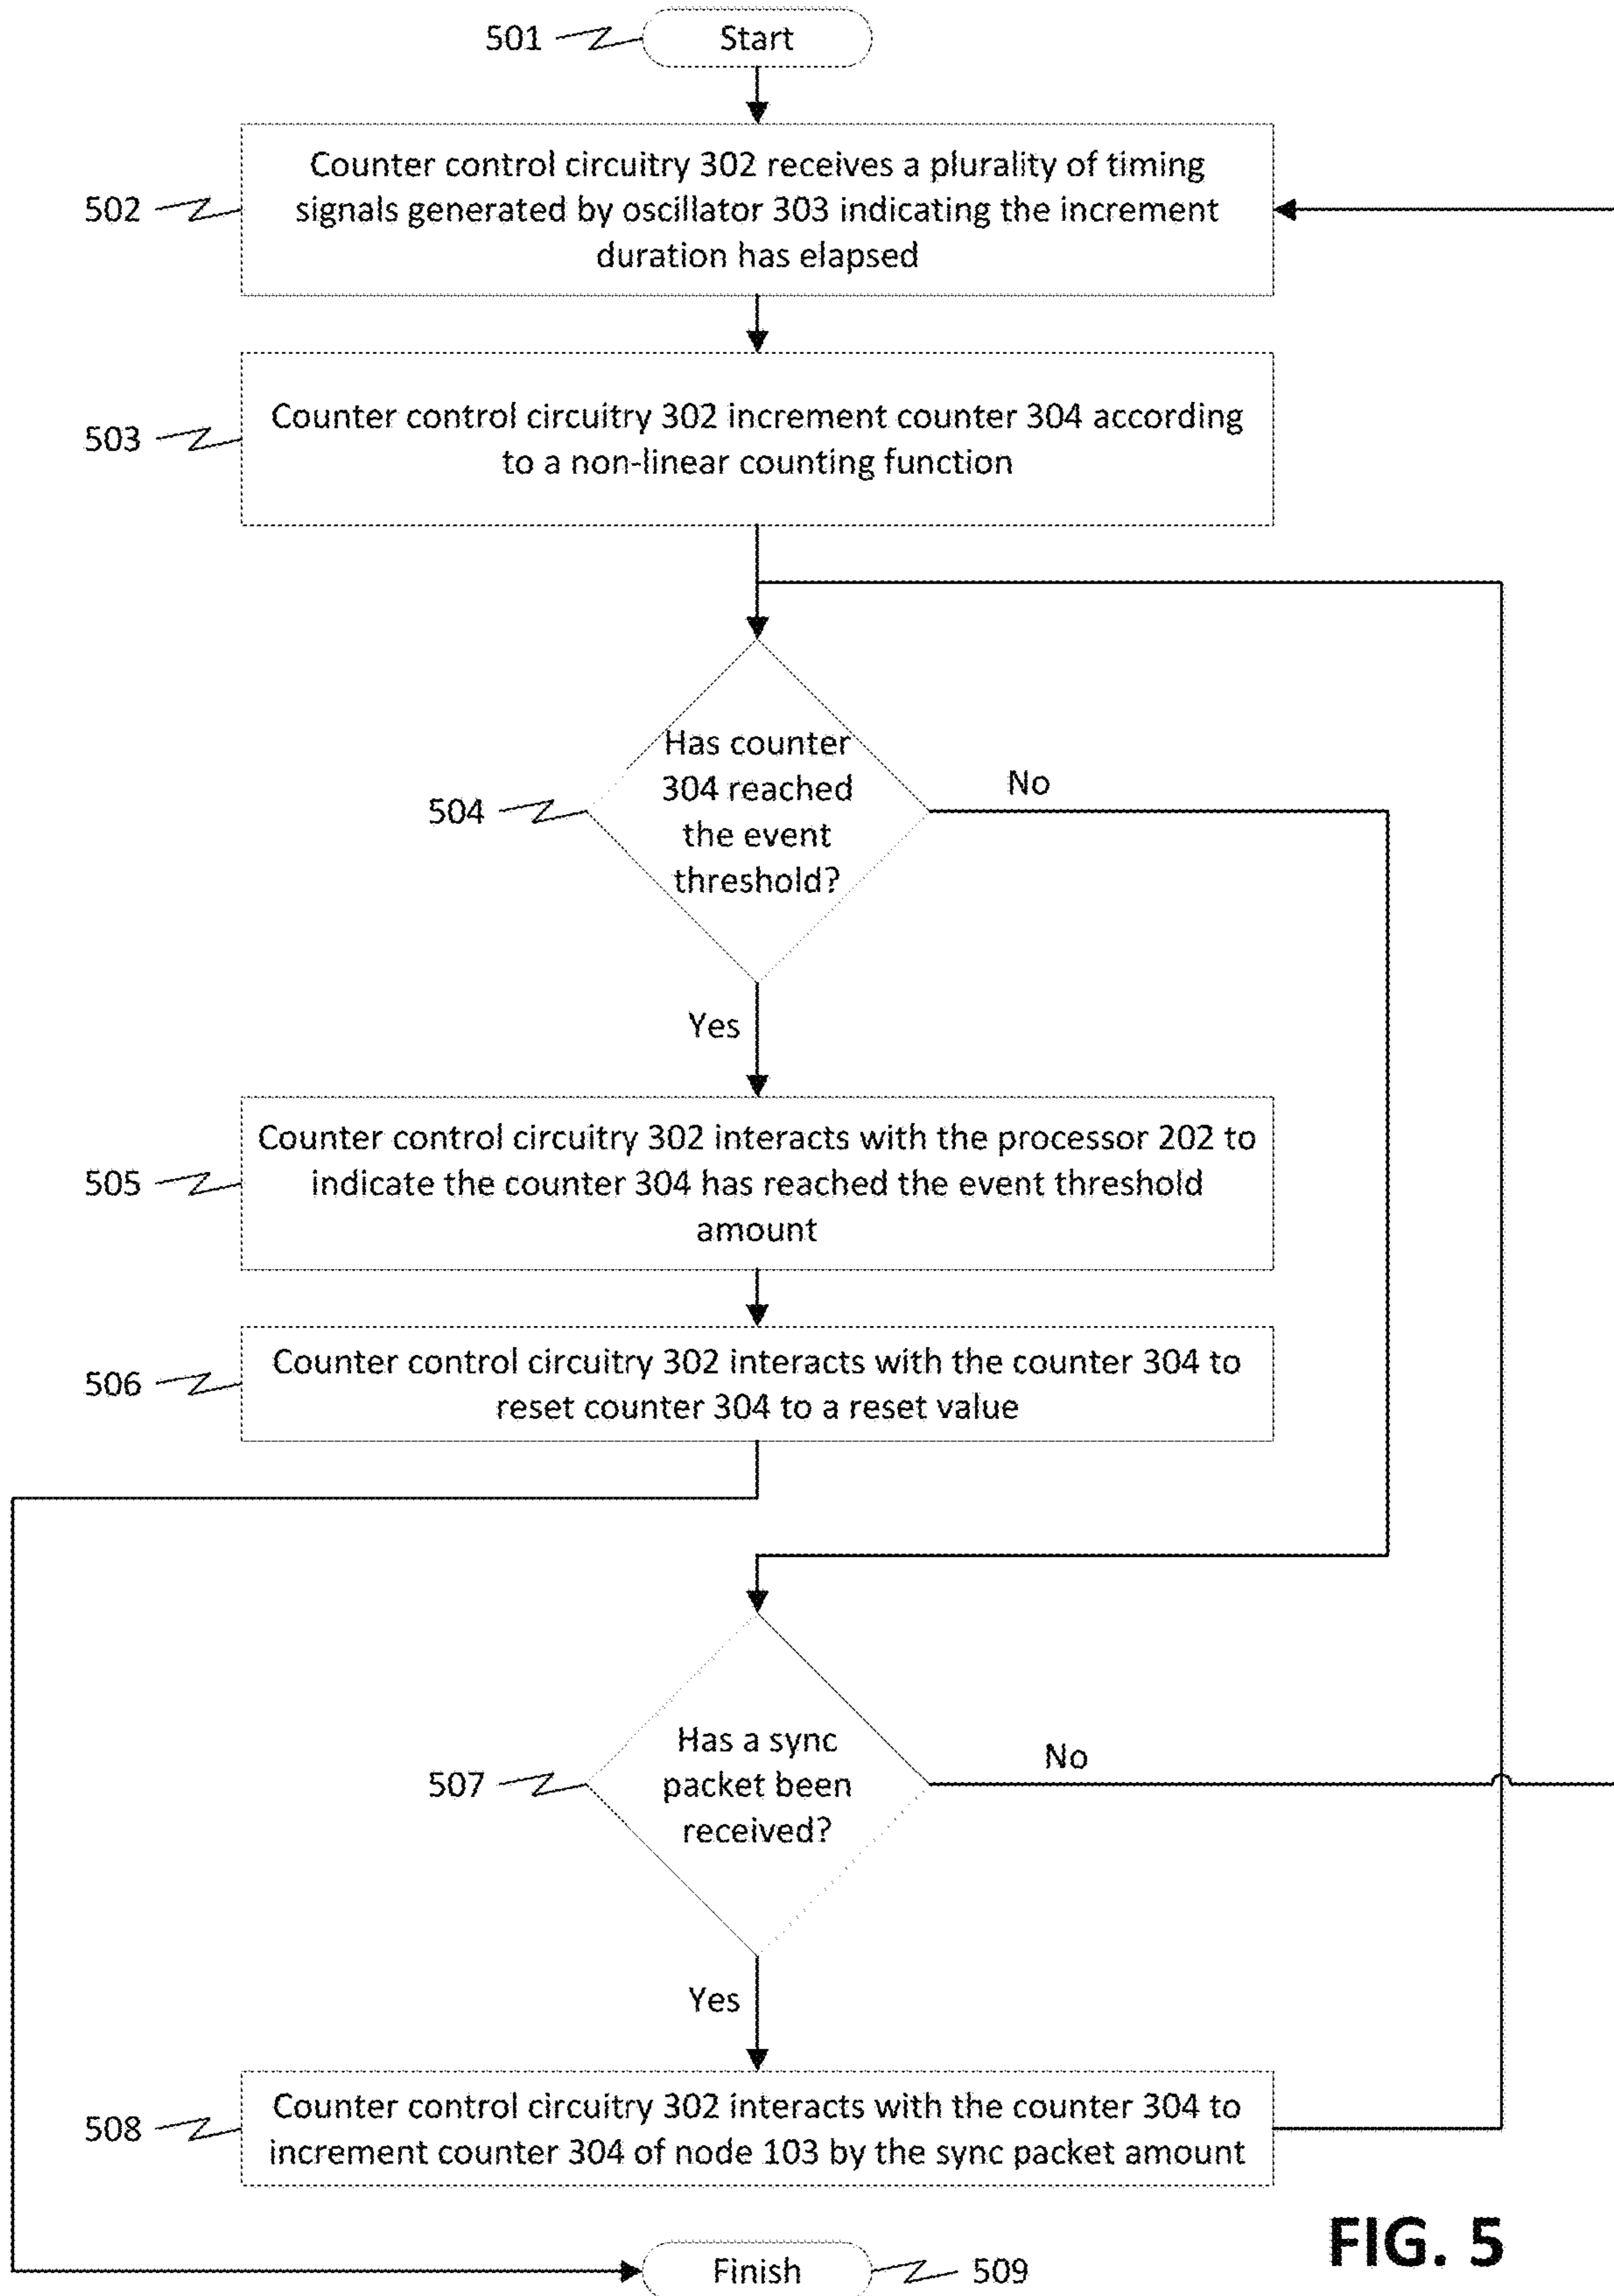 501
Start
502
Counter control circuitry 302 receives a plurality of timing
signals generated by oscillator 303 indicating the increment
duration has elapsed
503
Counter control circuitry 302 increment counter 304 according
to a non-linear counting function
504
Has counter
304 reached
the event
threshold?
No
Yes
505
Counter control circuitry 302 interacts with the processor 202 to
indicate the counter 304 has reached the event threshold
amount
506
Counter control circuitry 302 interacts with the counter 304 to
reset counter 304 to a reset value
507
Has a sync
packet been
received?
No
Yes
508
Counter control circuitry 302 interacts with the counter 304 to
increment counter 304 of node 103 by the sync packet amount
Finish
509
FIG. 5